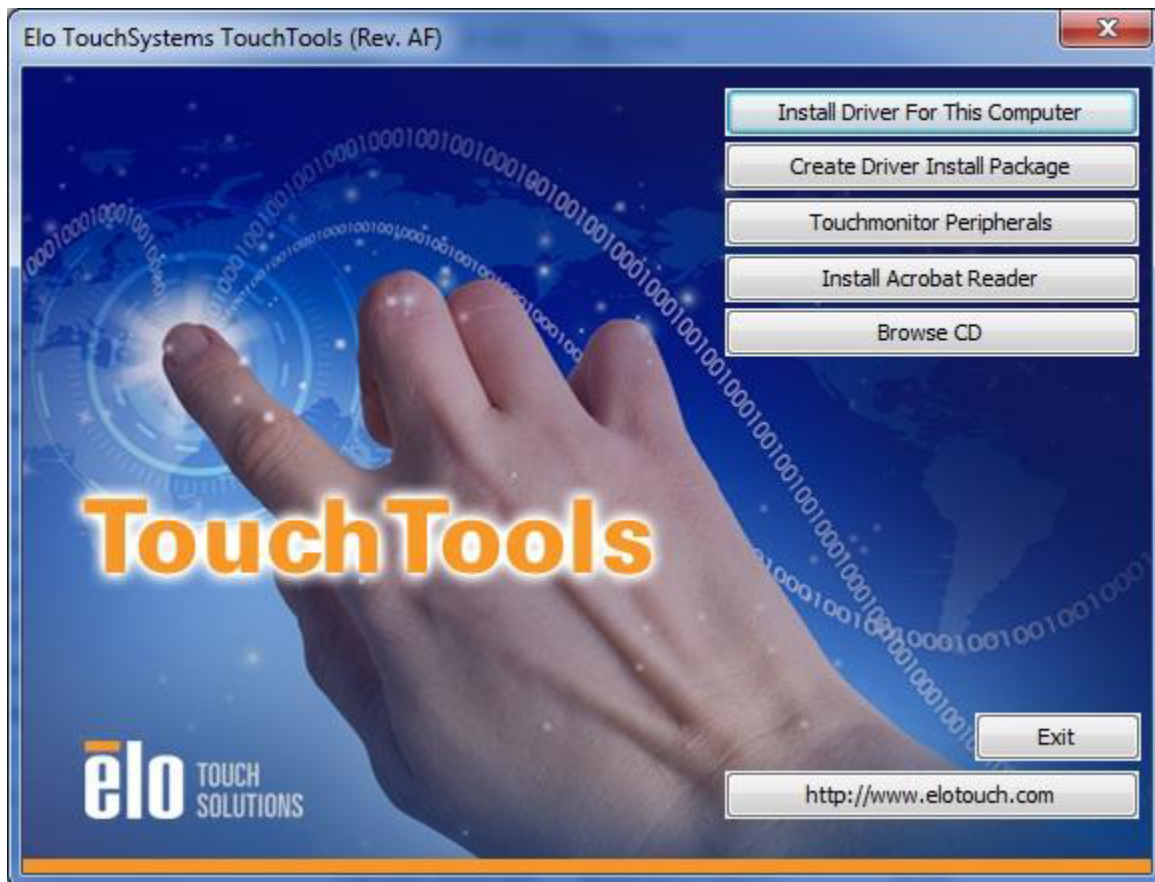 Elo TouchSystems TouchTools (Rev. AF)
X
Install Driver For This Computer
Create Driver Install Package
Touchmonitor Peripherals
Install Acrobat Reader
Browse CD
TouchTools
elo TOUCH
SOLUTIONS
Exit
http://www.elotouch.com